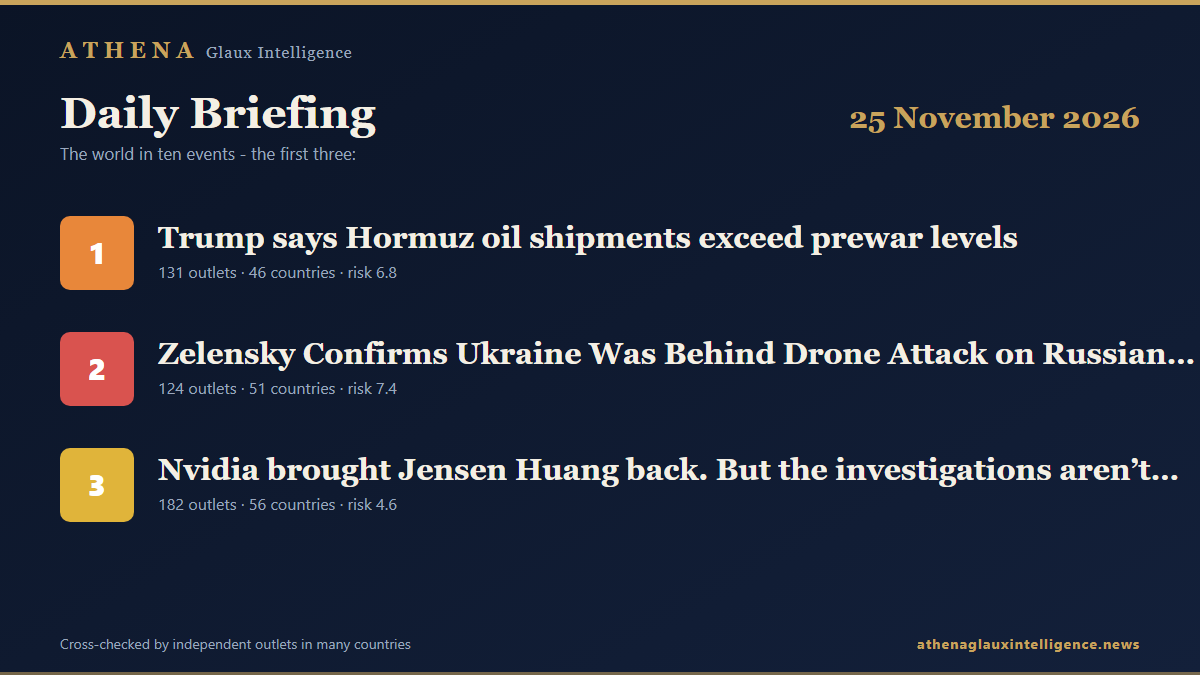 ATHENA Glaux Intelligence
Daily Briefing
25 November 2026
The world in ten events - the first three:
1
Trump says Hormuz oil shipments exceed prewar levels
131 outlets · 46 countries · risk 6.8
2
Zelensky Confirms Ukraine Was Behind Drone Attack on Russian...
124 outlets · 51 countries · risk 7.4
3
Nvidia brought Jensen Huang back. But the investigations aren’t...
182 outlets · 56 countries · risk 4.6
Cross-checked by independent outlets in many countries
athenaglauxintelligence.news